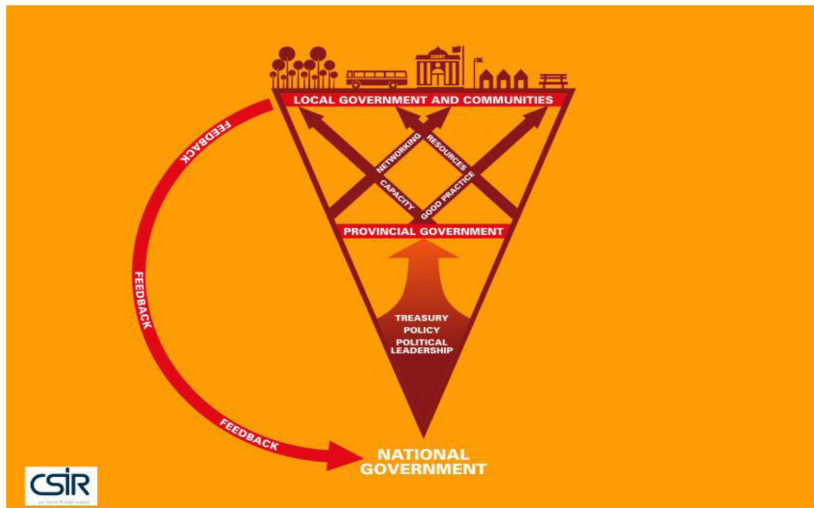 LOCAL GOVERNMENT AND COMMUNITIES
FEEDBACK
NETWORKING
RESOURCES
CAPACITY
GOOD PRACTICE
PROVINCIAL GOVERNMENT
FEEDBACK
TREASURY
POLICY
POLITICAL
LEADERSHIP
FEEDBACK
NATIONAL
GOVERNMENT
CSIR